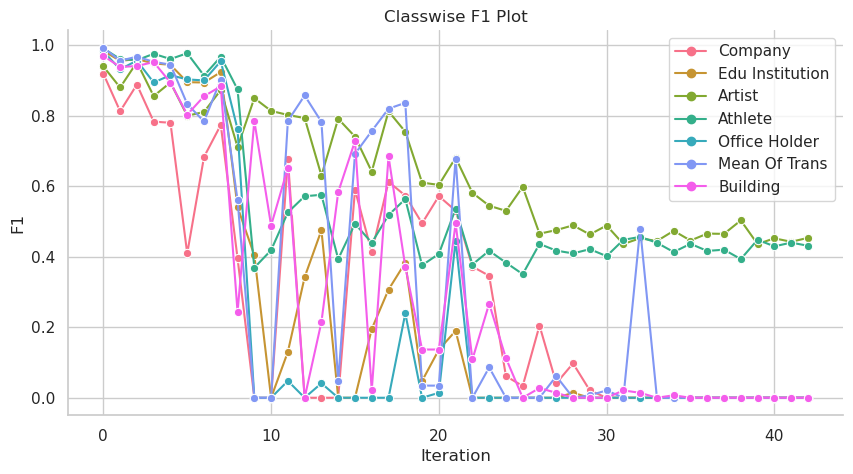 Classwise F1 Plot
F1
1.0
0.8
0.6
0.4
0.2
0.0
Company
Edu Institution
Artist
Athlete
Office Holder
Mean Of Trans
Building
0 10 20 30 40
Iteration